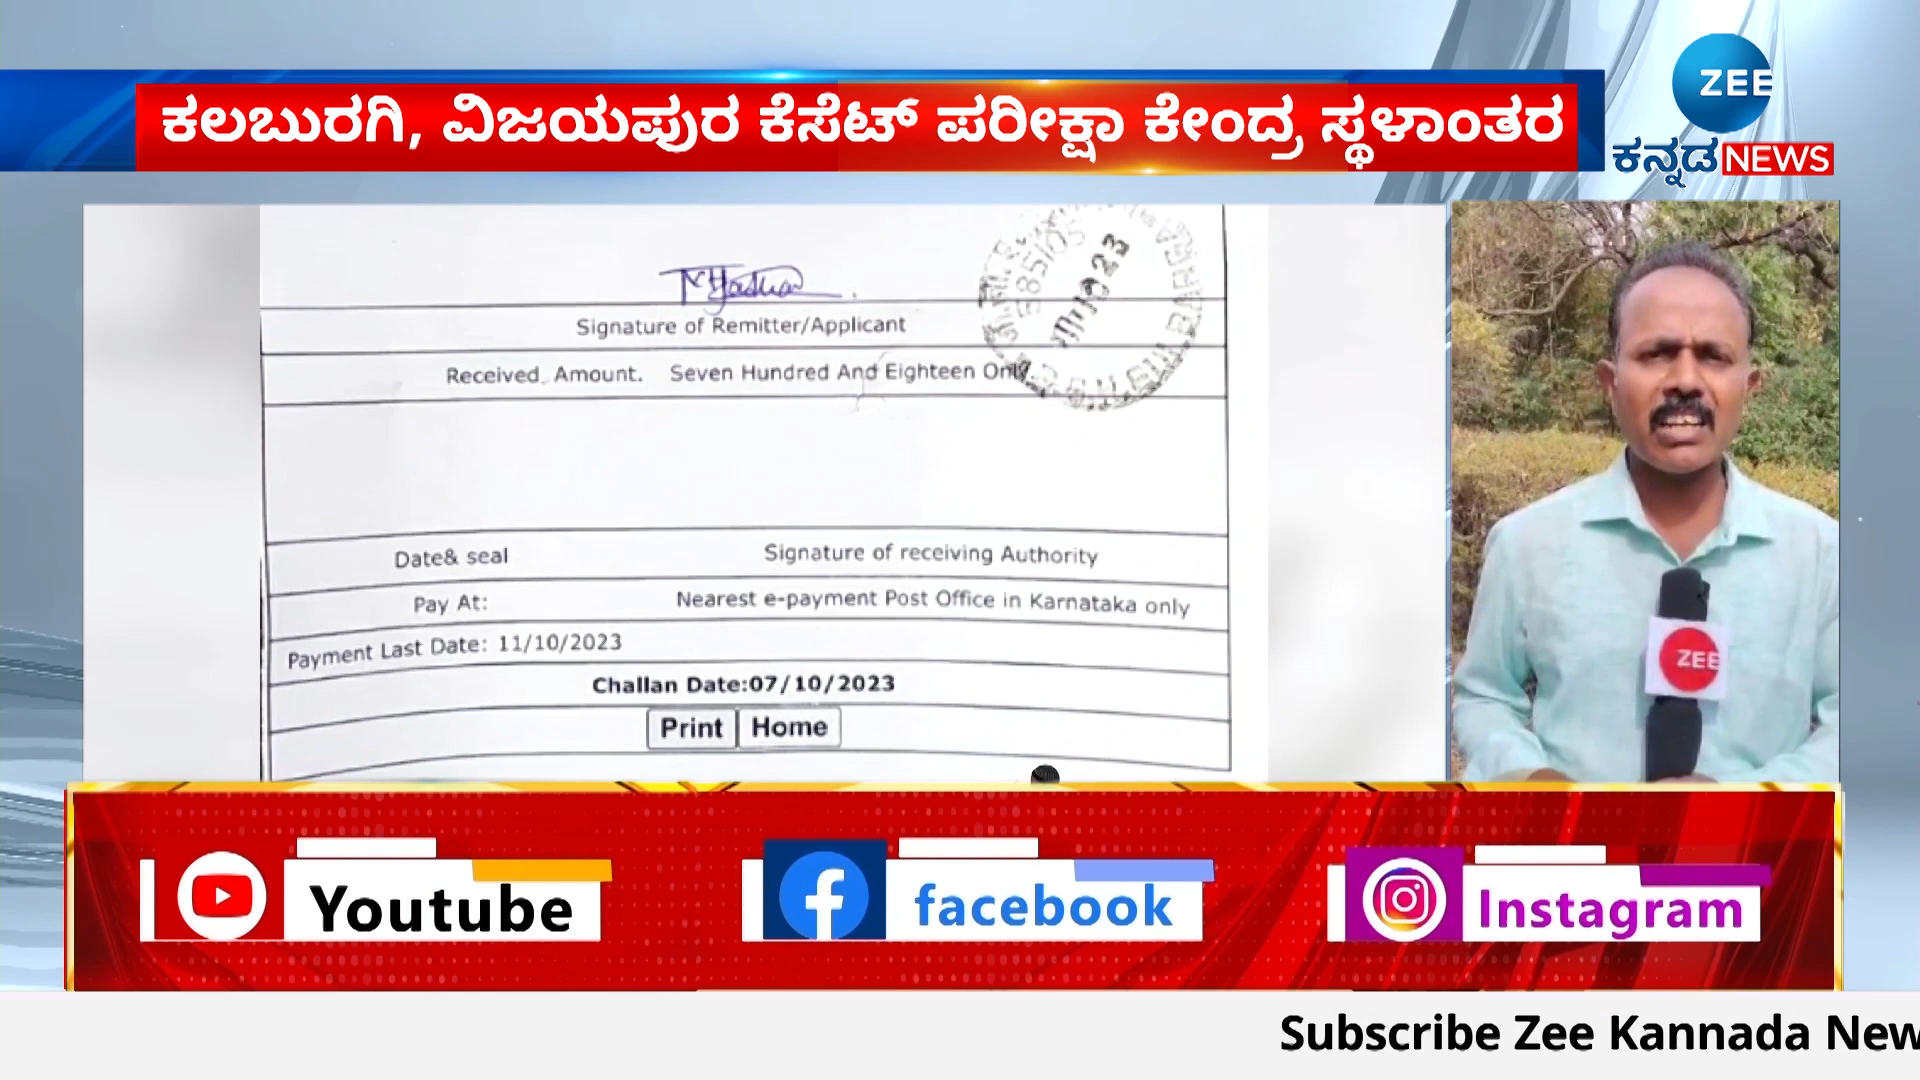 ಕಲಬುರಗಿ, ವಿಜಯಪುರ ಕೆಸೆಟ್ ಪರೀಕ್ಷಾ ಕೇಂದ್ರ ಸ್ಥಳಾಂತರ
ZEE
ಕನ್ನಡ NEWS
585105
Signature of Remitter/Applicant
Received Amount. Seven Hundred And Eighteen Only.
Date& seal Signature of receiving Authority
Pay At: Nearest e-payment Post Office in Karnataka only
Payment Last Date: 11/10/2023
Challan Date:07/10/2023
Print Home
ZEE
Youtube facebook Instagram
Subscribe Zee Kannada New